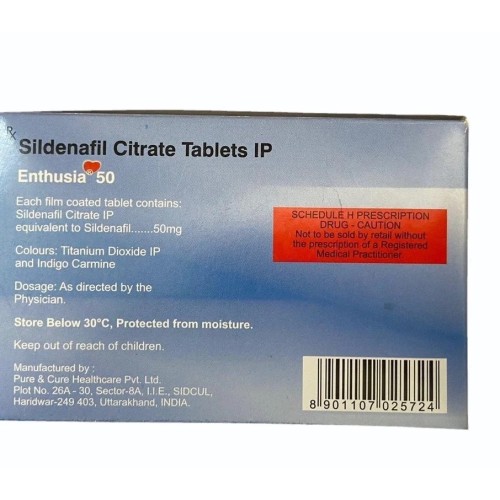 Rx
Sildenafil Citrate Tablets IP
Enthusia® 50
Each film coated tablet contains:
Sildenafil Citrate IP
equivalent to Sildenafil.......50mg
Colours: Titanium Dioxide IP
and Indigo Carmine
Dosage: As directed by the
Physician.
Store Below 30°C, Protected from moisture.
Keep out of reach of children.
Manufactured by :
Pure & Cure Healthcare Pvt. Ltd.
Plot No. 26A - 30, Sector-8A, I.I.E., SIDCUL,
Haridwar-249 403, Uttarakhand, INDIA.
SCHEDULE H PRESCRIPTION
DRUG - CAUTION
Not to be sold by retail without
the prescription of a Registered
Medical Practitioner.
8 901107 025724